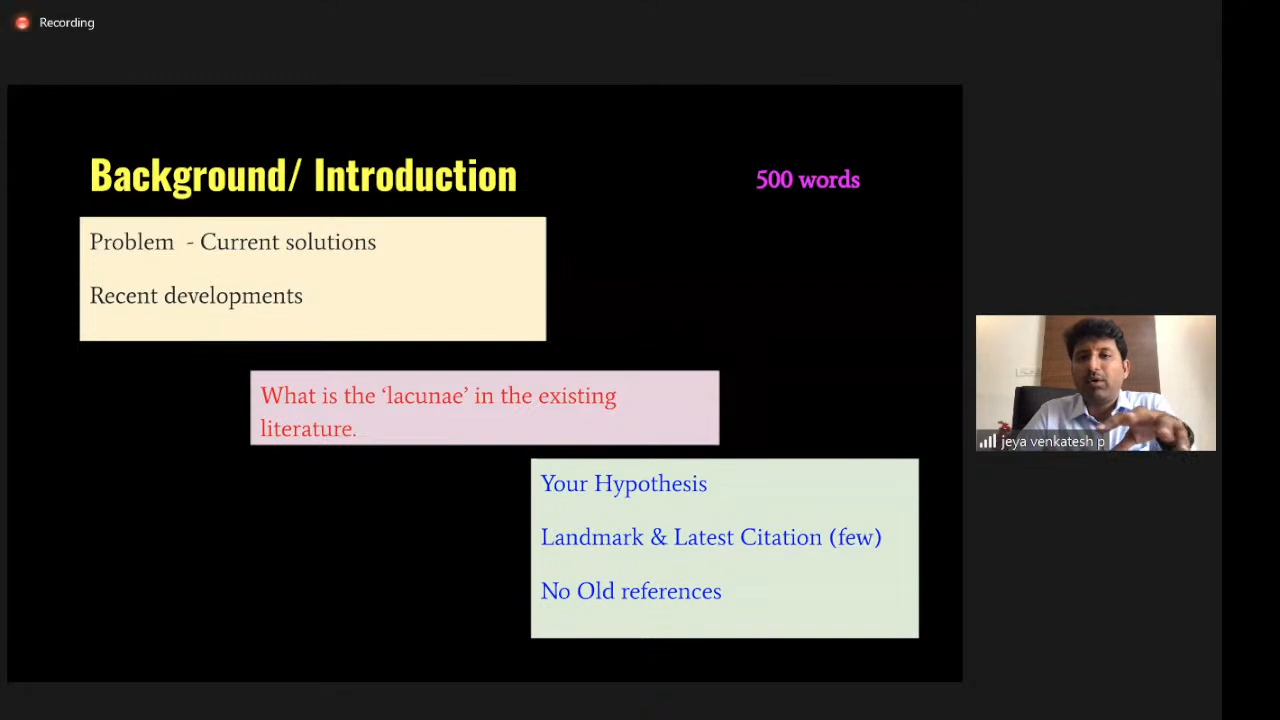 Recording
Background/ Introduction
500 words
Problem - Current solutions
Recent developments
What is the ‘lacunae’ in the existing
literature.
Your Hypothesis
Landmark & Latest Citation (few)
No Old references
jeya venkatesh p